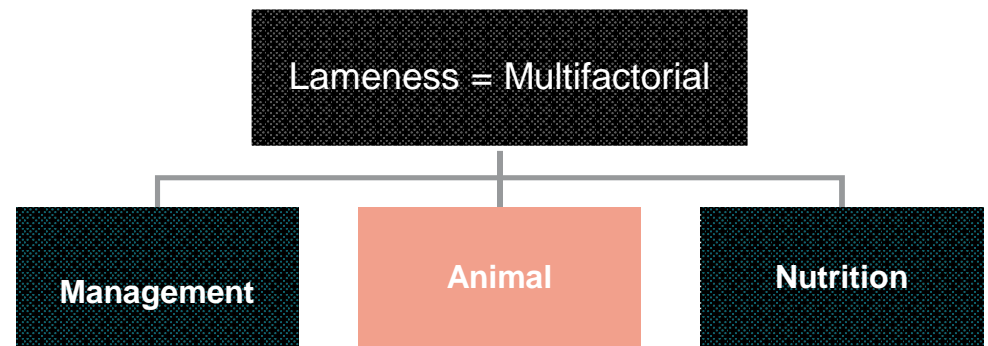 Lameness = Multifactorial
Management
Animal
Nutrition